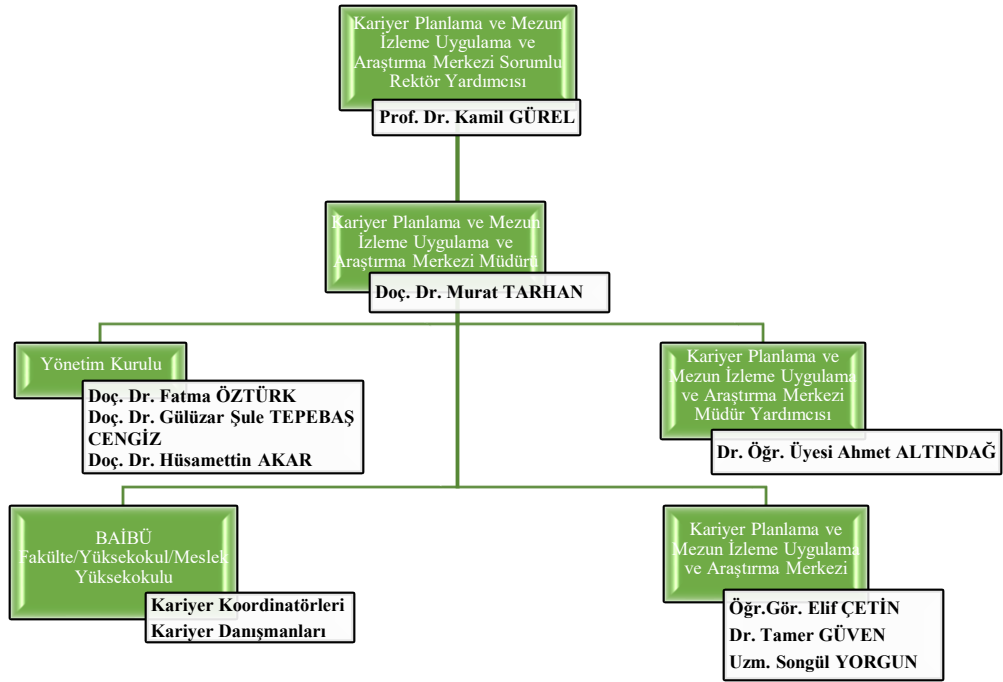 Kariyer Planlama ve Mezun
İzleme Uygulama ve
Araştırma Merkezi Sorumlu
Rektör Yardımcısı
Prof. Dr. Kamil GÜREL
Kariyer Planlama ve Mezun
İzleme Uygulama ve
Araştırma Merkezi Müdürü
Doç. Dr. Murat TARHAN
Yönetim Kurulu
Doç. Dr. Fatma ÖZTÜRK
Doç. Dr. Gülüzar Şule TEPEBAŞ
CENGİZ
Doç. Dr. Hüsamettin AKAR
Kariyer Planlama ve
Mezun İzleme Uygulama
ve Araştırma Merkezi
Müdür Yardımcısı
Dr. Öğr. Üyesi Ahmet ALTINDAĞ
BAİBÜ
Fakülte/Yüksekokul/Meslek
Yüksekokulu
Kariyer Koordinatörleri
Kariyer Danışmanları
Kariyer Planlama ve
Mezun İzleme Uygulama
ve Araştırma Merkezi
Öğr.Gör. Elif ÇETİN
Dr. Tamer GÜVEN
Uzm. Songül YORGUN